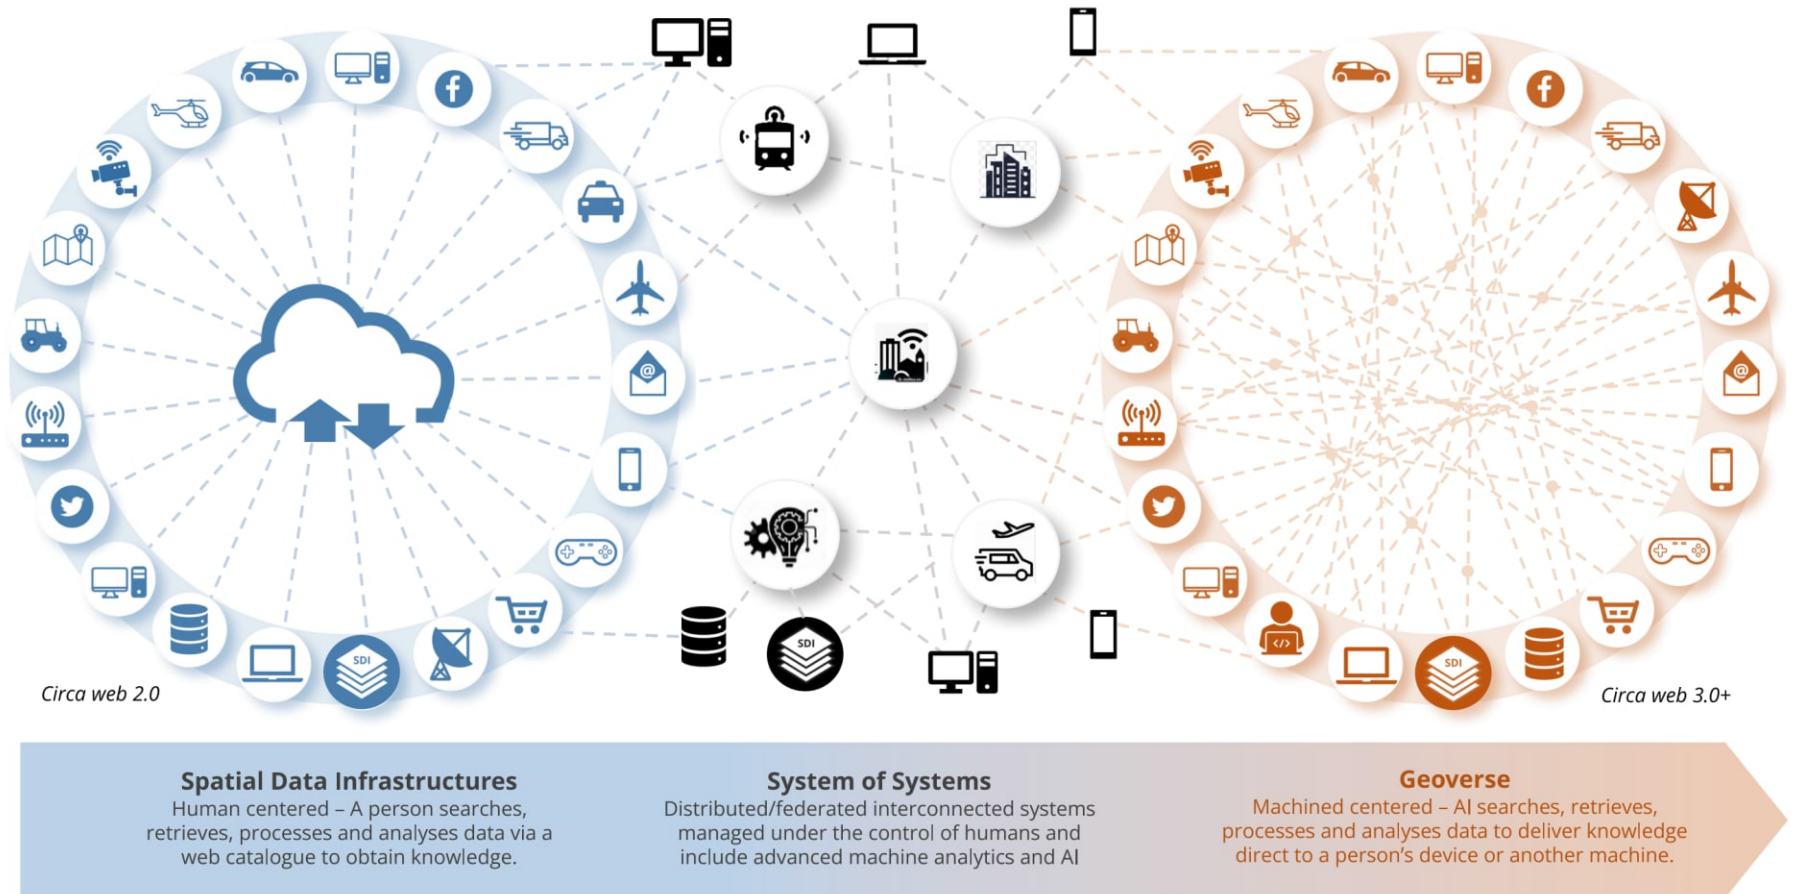 SDI
SDI
SDI
Circa web 2.0
Circa web 3.0+
Spatial Data Infrastructures
Human centered – A person searches,
retrieves, processes and analyses data via a
web catalogue to obtain knowledge.
System of Systems
Distributed/federated interconnected systems
managed under the control of humans and
include advanced machine analytics and AI
Geoverse
Machined centered – AI searches, retrieves,
processes and analyses data to deliver knowledge
direct to a person's device or another machine.